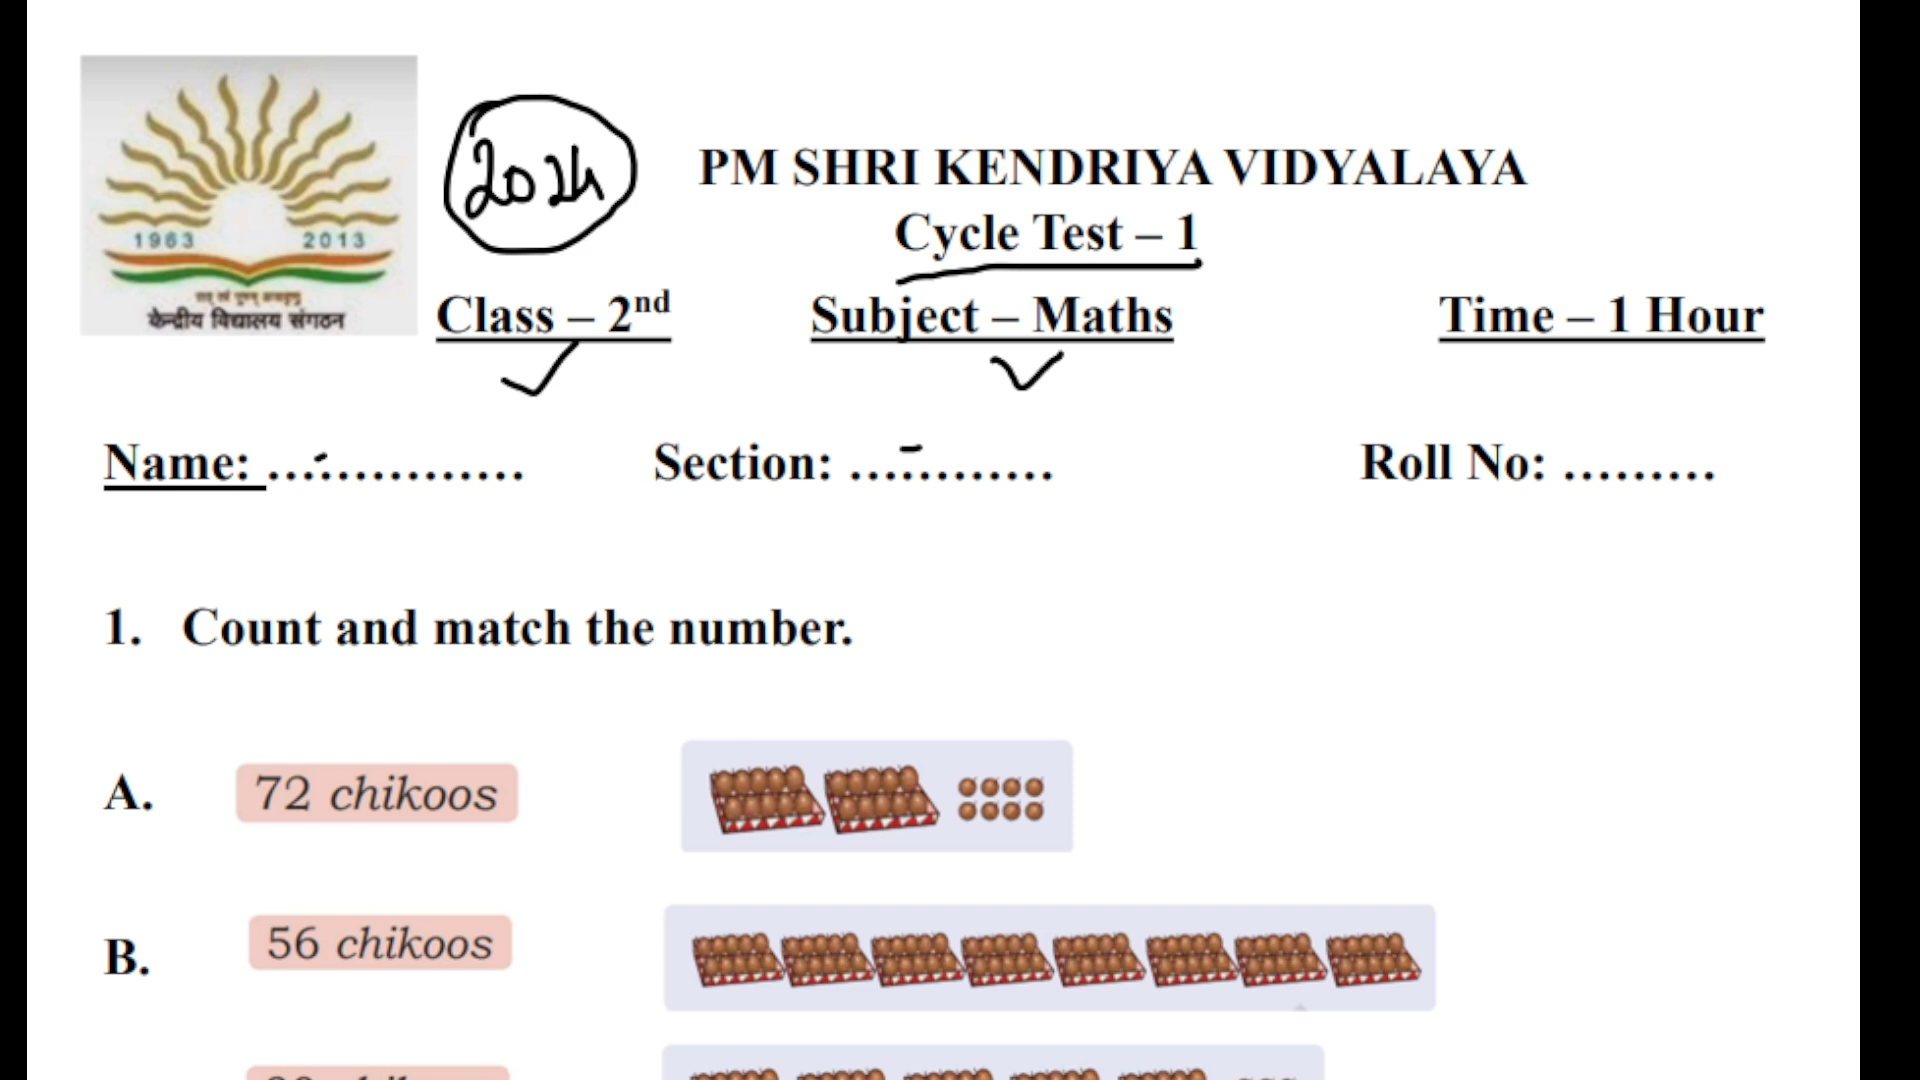 1963 2013
केन्द्रीय विद्यालय संगठन
2024
PM SHRI KENDRIYA VIDYALAYA
Cycle Test – 1
Class – 2nd Subject – Maths Time – 1 Hour
Name: ................. Section: .............. Roll No: .........
1. Count and match the number.
A. 72 chikoos
B. 56 chikoos